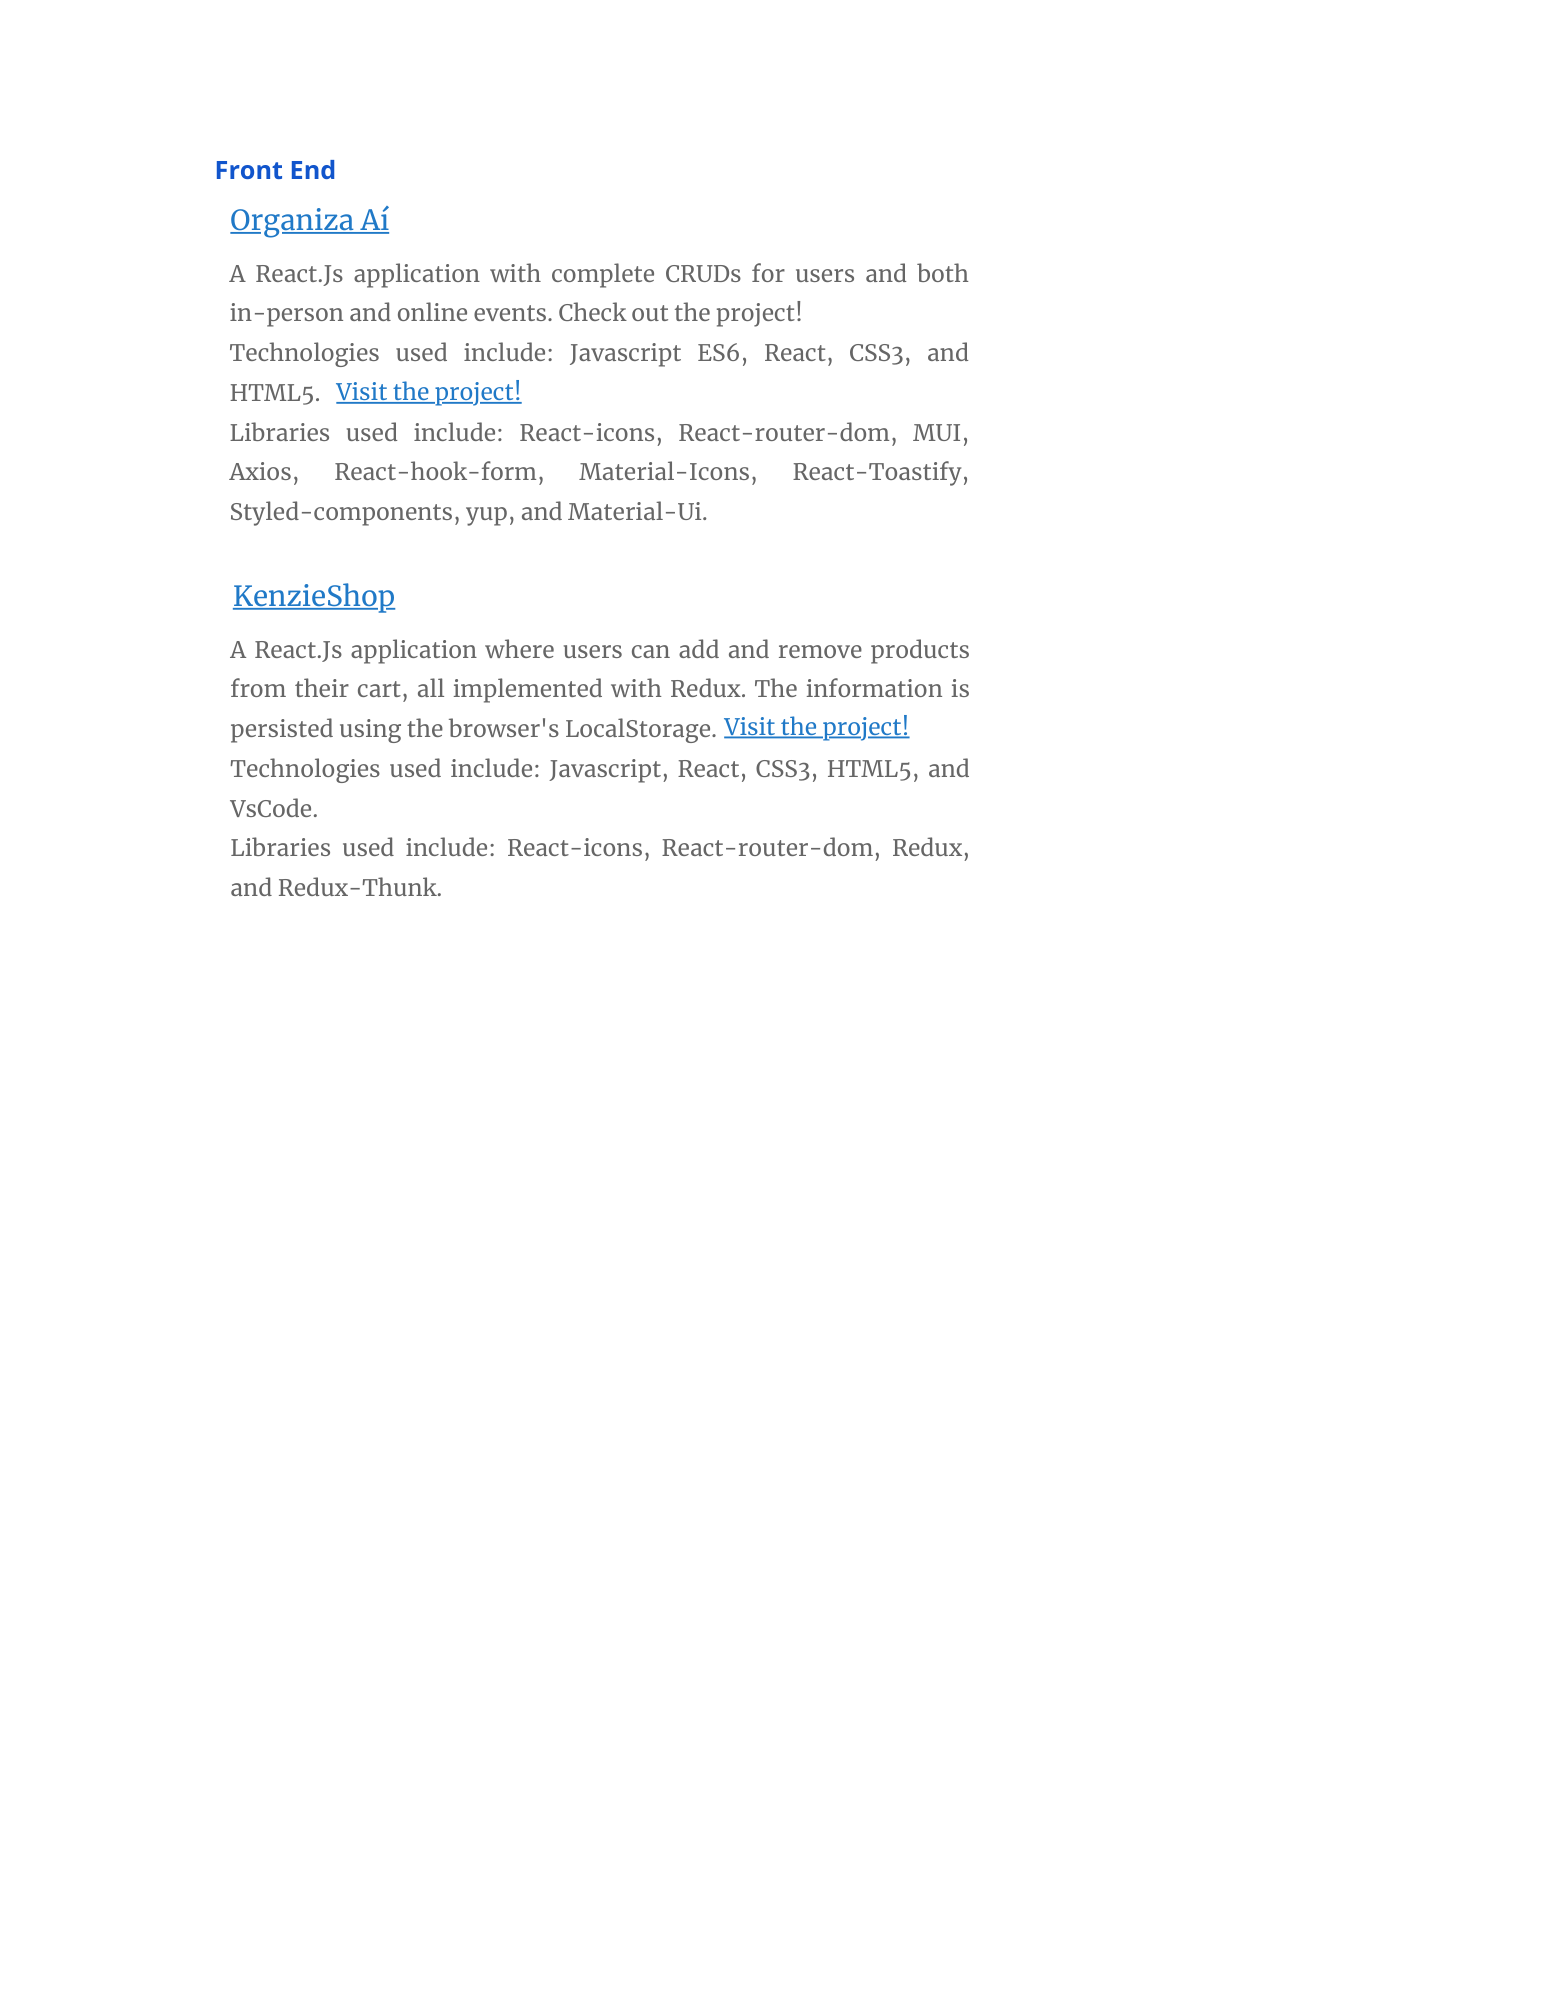 Front End
Organiza Aí
A React.Js application with complete CRUDs for users and both
in-person and online events. Check out the project!
Technologies used include: Javascript ES6, React, CSS3, and
HTML5. Visit the project!
Libraries used include: React-icons, React-router-dom, MUI,
Axios, React-hook-form, Material-Icons, React-Toastify,
Styled-components, yup, and Material-Ui.
KenzieShop
A React.Js application where users can add and remove products
from their cart, all implemented with Redux. The information is
persisted using the browser's LocalStorage. Visit the project!
Technologies used include: Javascript, React, CSS3, HTML5, and
VsCode.
Libraries used include: React-icons, React-router-dom, Redux,
and Redux-Thunk.